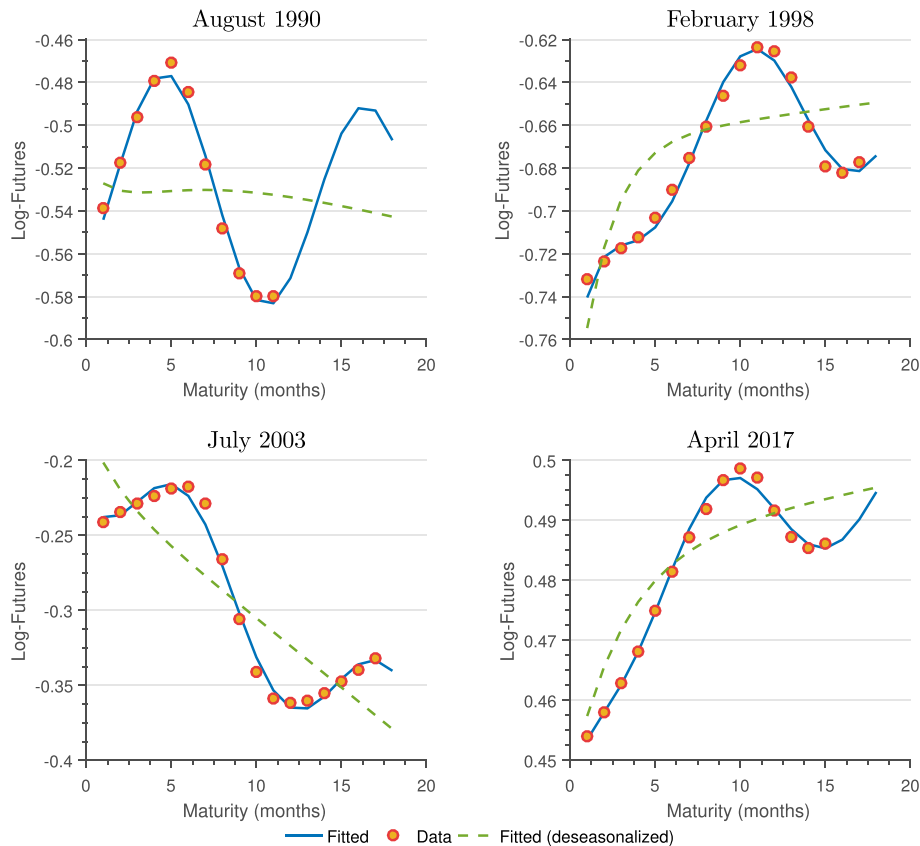 August 1990
-0.46
-0.48
-0.5
-0.52
-0.54
-0.56
-0.58
-0.6
Log-Futures
0 5 10 15 20
Maturity (months)
February 1998
-0.62
-0.64
-0.66
-0.68
-0.7
-0.72
-0.74
-0.76
Log-Futures
0 5 10 15 20
Maturity (months)
July 2003
-0.2
-0.25
-0.3
-0.35
-0.4
Log-Futures
0 5 10 15 20
Maturity (months)
April 2017
0.5
0.49
0.48
0.47
0.46
0.45
Log-Futures
0 5 10 15 20
Maturity (months)
Fitted Data Fitted (deseasonalized)